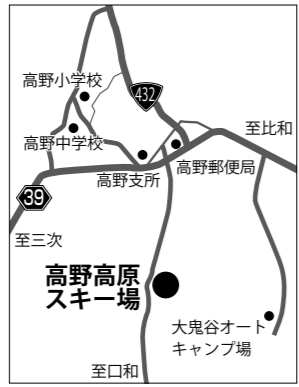 高野小学校
432
高野中学校
至比和
高野支所
高野郵便局
39
至三次
高野高原
スキー場
大鬼谷オート
キャンプ場
至口和